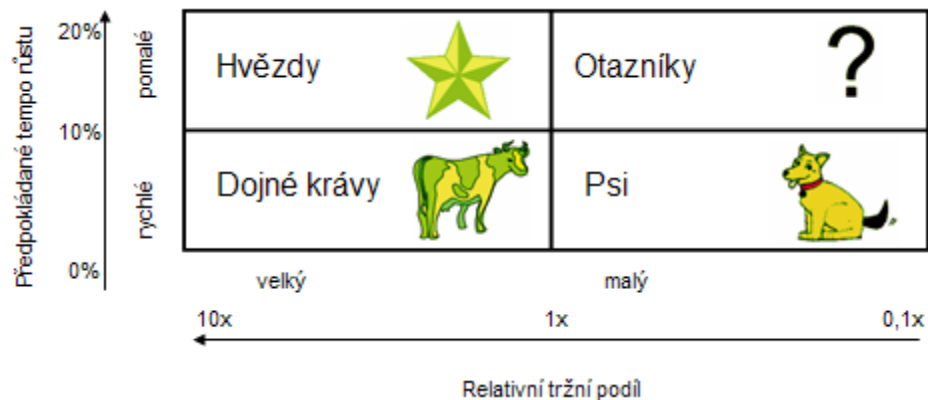 20%
Hvězdy
Otazníky
?
pomalé
10%
Předpokládané tempo růstu
Dojné krávy
Psi
rychlé
0%
velký
malý
10x
1x
0,1x
Relativní tržní podíl